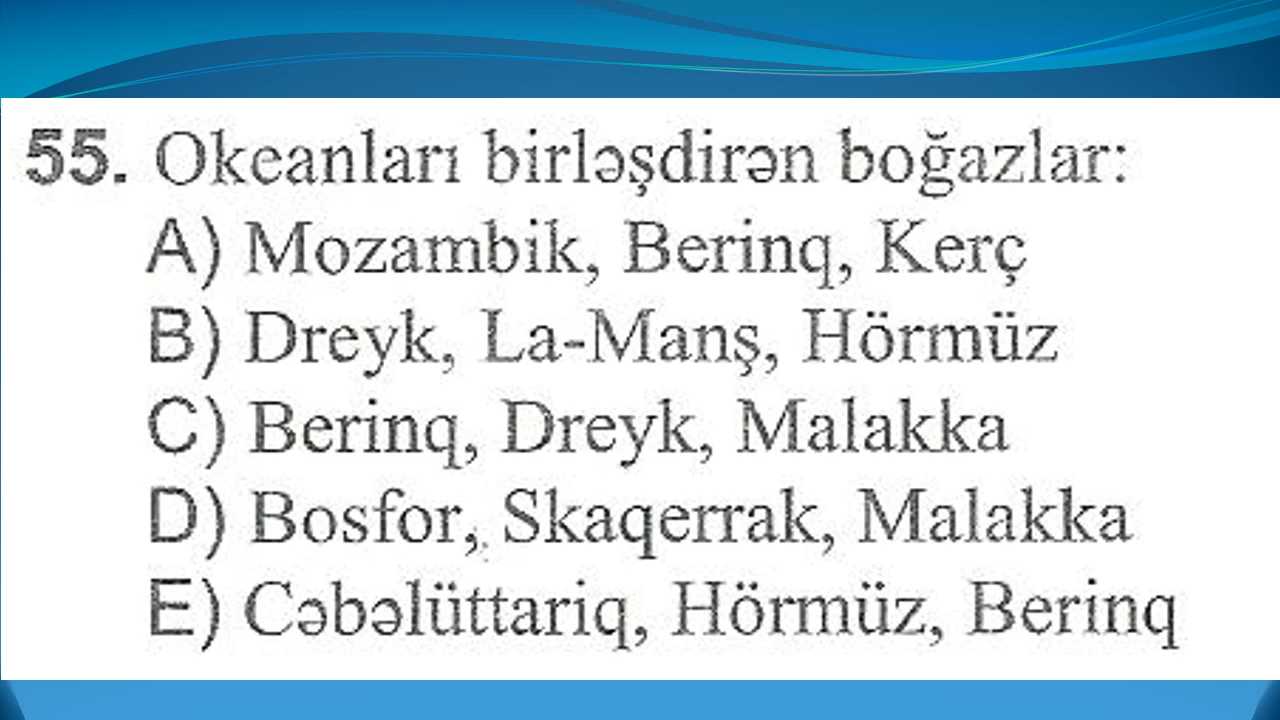 55. Okeanları birləşdirən boğazlar:
A) Mozambik, Berinq, Kerç
B) Dreyk, La-Manş, Hörmüz
C) Berinq, Dreyk, Malakka
D) Bosfor, Skaqerrak, Malakka
E) Cəbəlüttariq, Hörmüz, Berinq